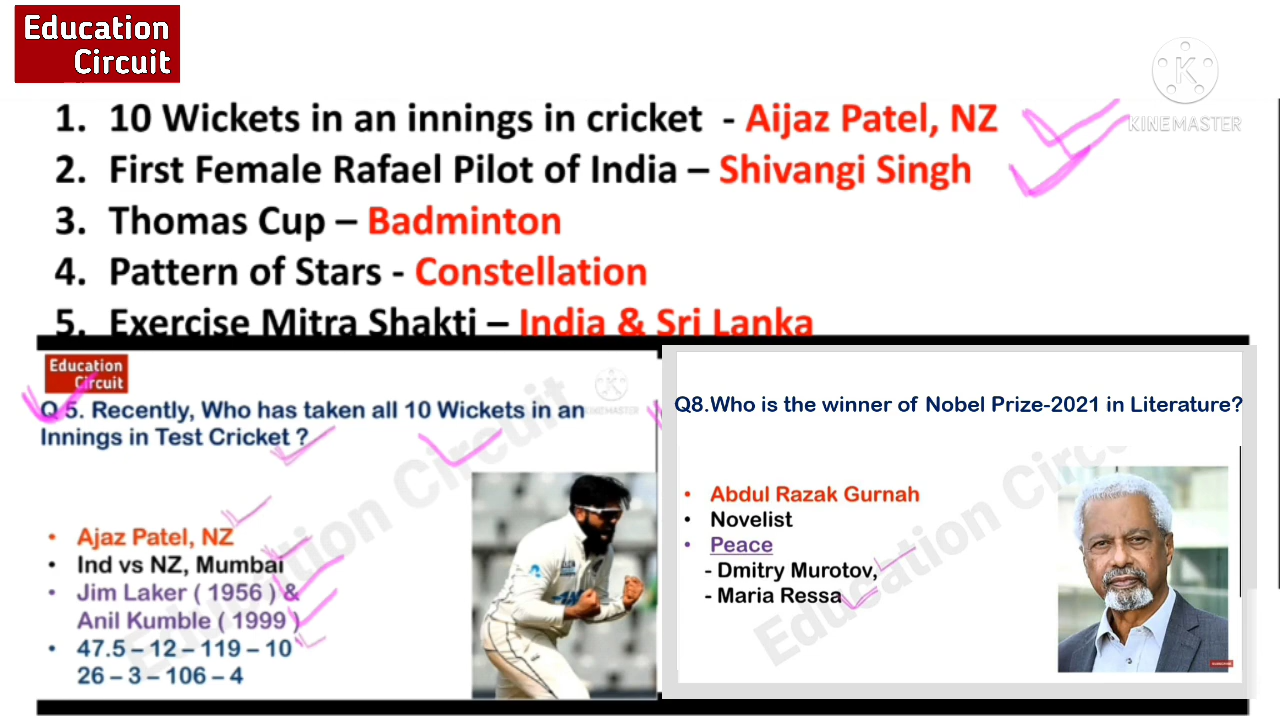 Education
Circuit
K
KINEMASTER
1. 10 Wickets in an innings in cricket - Aijaz Patel, NZ
2. First Female Rafael Pilot of India – Shivangi Singh
3. Thomas Cup – Badminton
4. Pattern of Stars - Constellation
5. Exercise Mitra Shakti – India & Sri Lanka
Education
Circuit
KINEMASTER
Q 5. Recently, Who has taken all 10 Wickets in an
Innings in Test Cricket ?
• Ajaz Patel, NZ
• Ind vs NZ, Mumbai
• Jim Laker ( 1956 ) &
Anil Kumble ( 1999 )
• 47.5 – 12 – 119 – 10
26 – 3 – 106 – 4
Education Circuit
Q8.Who is the winner of Nobel Prize-2021 in Literature?
• Abdul Razak Gurnah
• Novelist
• Peace
- Dmitry Murotov,
- Maria Ressa
Education Circuit